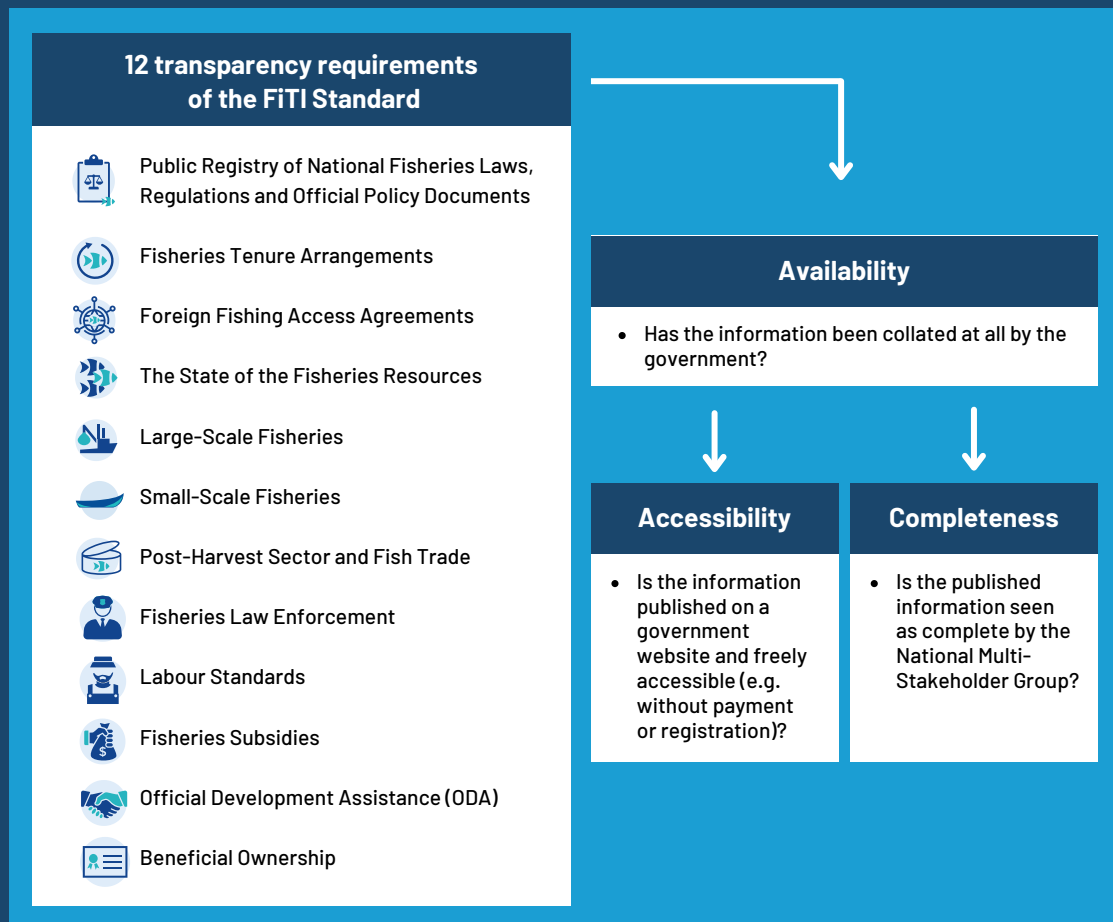 12 transparency requirements
of the FiTI Standard
Public Registry of National Fisheries Laws,
Regulations and Official Policy Documents
Fisheries Tenure Arrangements
Foreign Fishing Access Agreements
The State of the Fisheries Resources
Large-Scale Fisheries
Small-Scale Fisheries
Post-Harvest Sector and Fish Trade
Fisheries Law Enforcement
Labour Standards
$
Fisheries Subsidies
Official Development Assistance (ODA)
Beneficial Ownership
Availability
• Has the information been collated at all by the
government?
Accessibility
• Is the information
published on a
government
website and freely
accessible (e.g.
without payment
or registration)?
Completeness
• Is the published
information seen
as complete by the
National Multi-
Stakeholder Group?